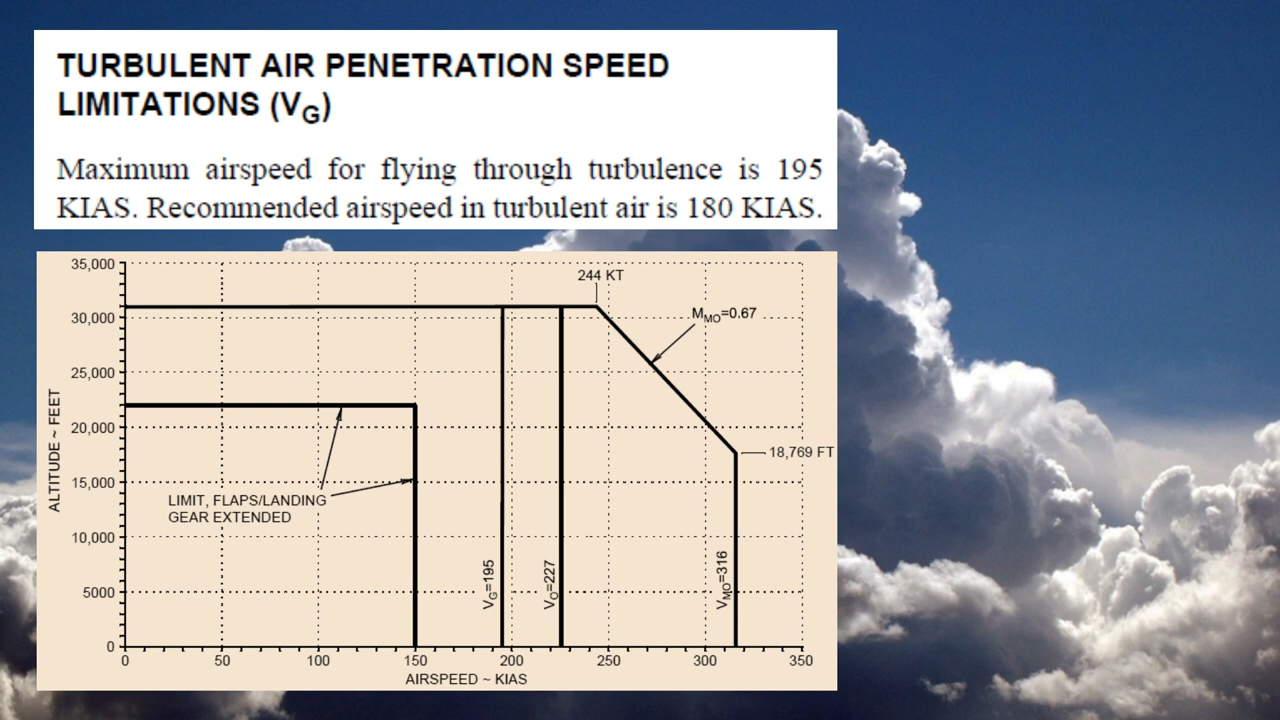 TURBULENT AIR PENETRATION SPEED
LIMITATIONS (VG)
Maximum airspeed for flying through turbulence is 195
KIAS. Recommended airspeed in turbulent air is 180 KIAS.
35,000
244 KT
30,000
MMO=0.67
25,000
20,000
18,769 FT
15,000
LIMIT, FLAPS/LANDING
GEAR EXTENDED
10,000
5000
0
ALTITUDE ~ FEET
VG=195
VO=227
VMO=316
0 50 100 150 200 250 300 350
AIRSPEED ~ KIAS